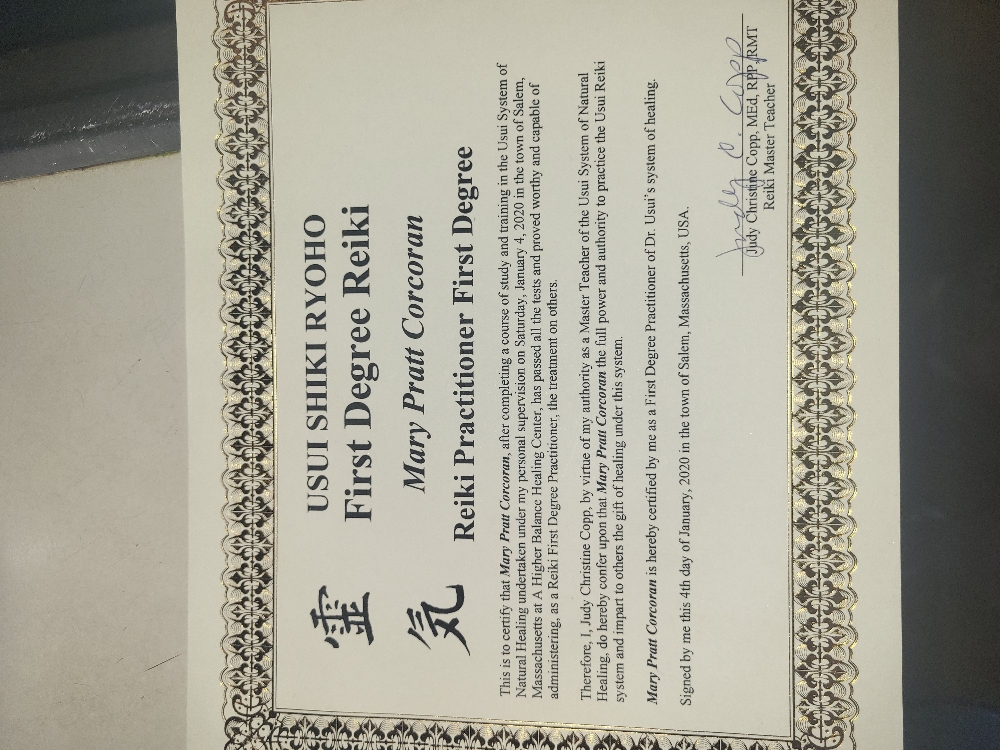 靈
気
USUI SHIKI RYOHO
First Degree Reiki
Mary Pratt Corcoran
Reiki Practitioner First Degree
This is to certify that Mary Pratt Corcoran, after completing a course of study and training in the Usui System of
Natural Healing undertaken under my personal supervision on Saturday, January 4, 2020 in the town of Salem,
Massachusetts at A Higher Balance Healing Center, has passed all the tests and proved worthy and capable of
administering, as a Reiki First Degree Practitioner, the treatment on others.
Therefore, I, Judy Christine Copp, by virtue of my authority as a Master Teacher of the Usui System of Natural
Healing, do hereby confer upon that Mary Pratt Corcoran the full power and authority to practice the Usui Reiki
system and impart to others the gift of healing under this system.
Mary Pratt Corcoran is hereby certified by me as a First Degree Practitioner of Dr. Usui's system of healing.
Signed by me this 4th day of January, 2020 in the town of Salem, Massachusetts, USA.
Judy C. Copp
Judy Christine Copp, MEd, RPP, RMT
Reiki Master Teacher